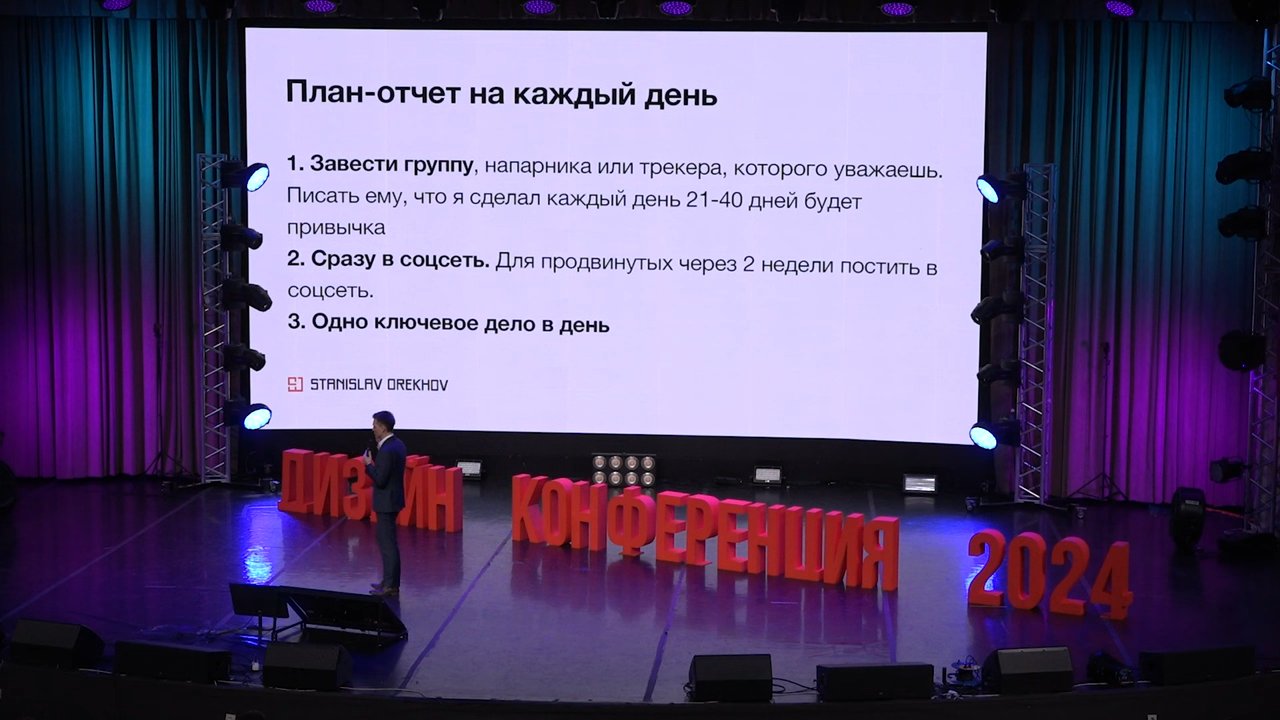 План-отчет на каждый день
1. Завести группу, напарника или трекера, которого уважаешь.
Писать ему, что я сделал каждый день 21-40 дней будет
привычка
2. Сразу в соцсеть. Для продвинутых через 2 недели постить в
соцсеть.
3. Одно ключевое дело в день
STANISLAV OREKHOV
ДИЗАЙН КОНФЕРЕНЦИЯ 2024